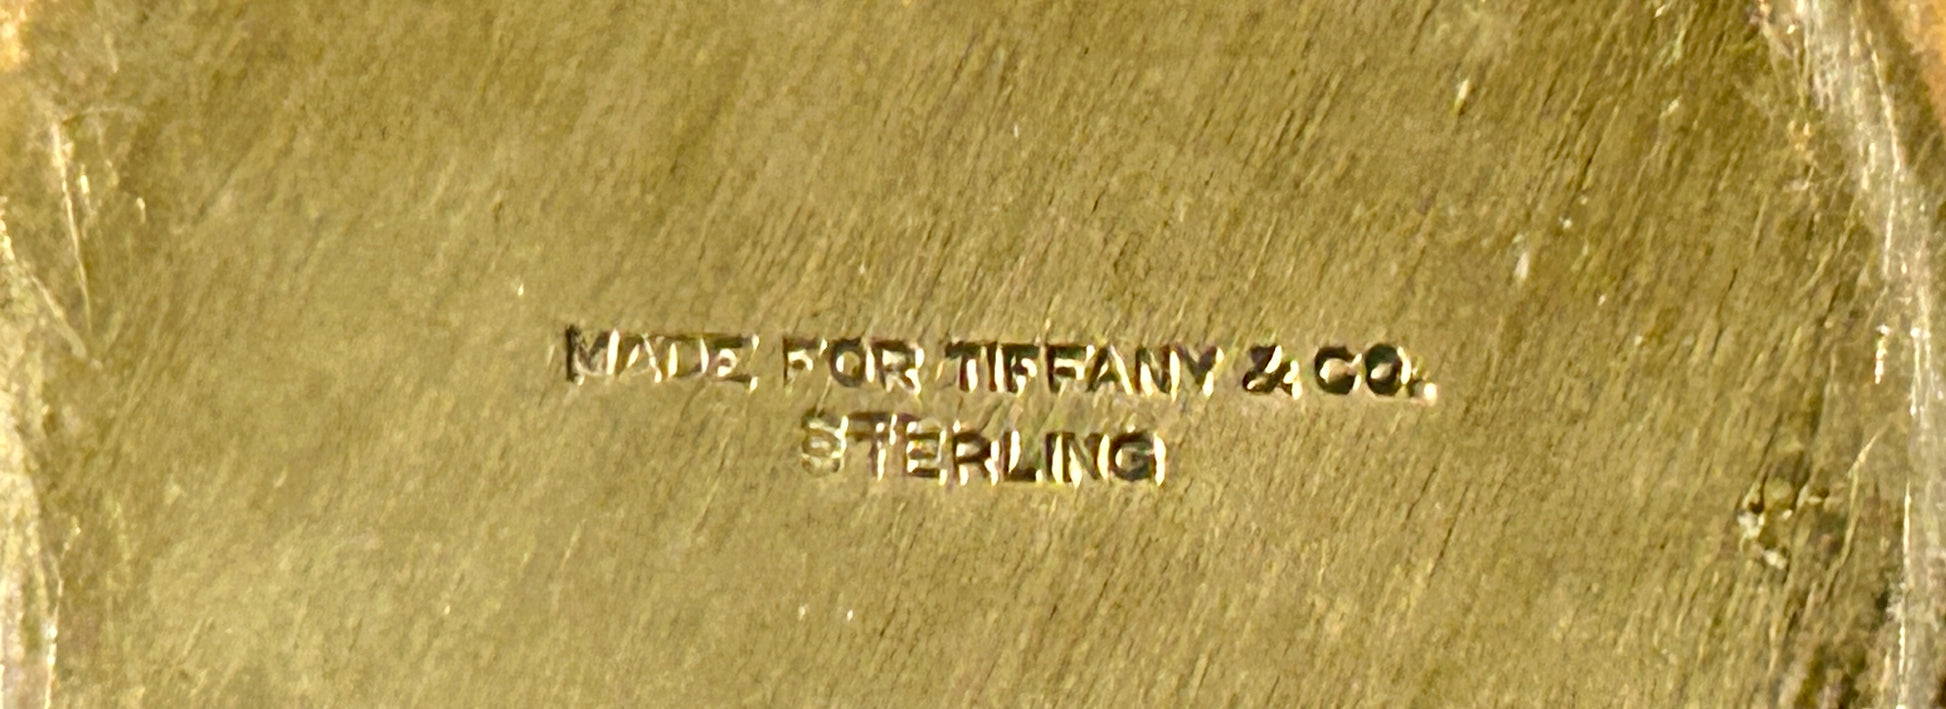 MADE FOR TIFFANY & CO.
STERLING